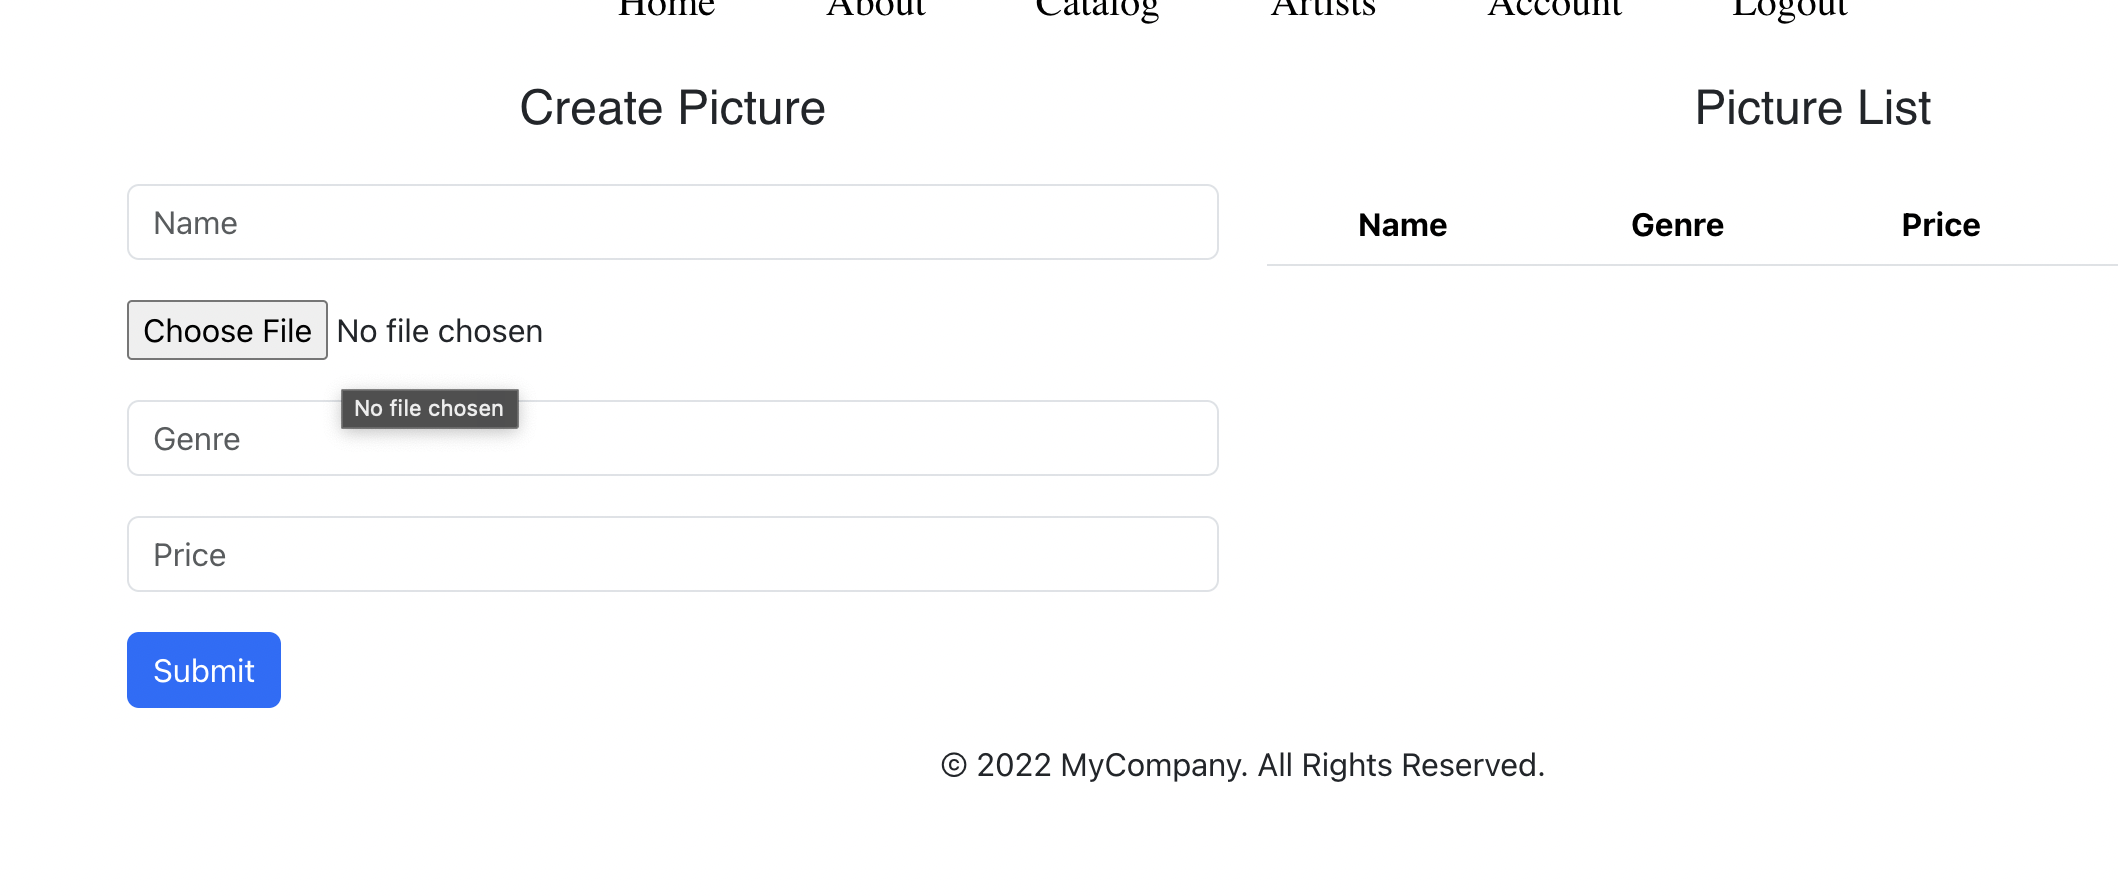 Home About Catalog Artists Account Logout
Create Picture
Name
Choose File No file chosen
No file chosen
Genre
Price
Submit
Picture List
Name Genre Price
© 2022 MyCompany. All Rights Reserved.